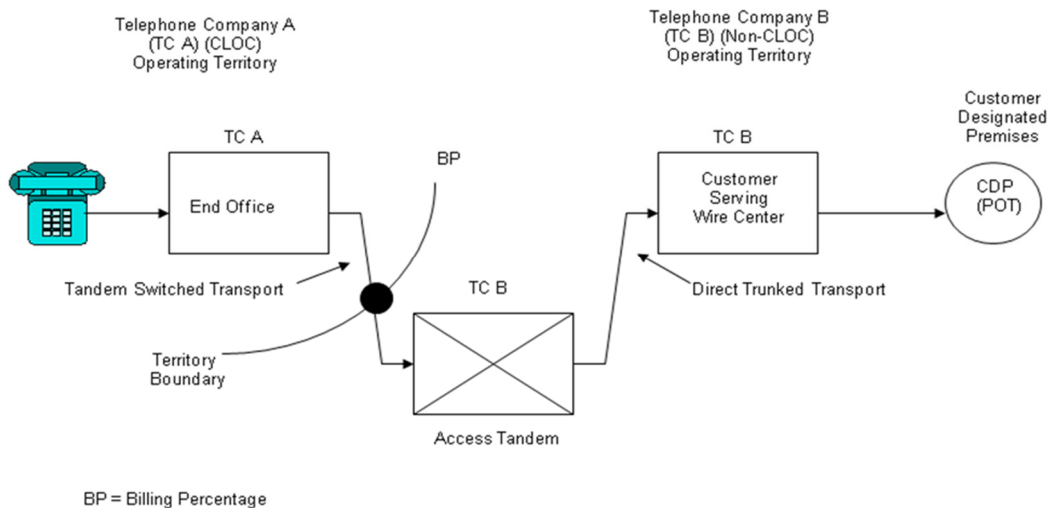 Telephone Company A
(TC A) (CLOC)
Operating Territory
Telephone Company B
(TC B) (Non-CLOC)
Operating Territory
Customer
Designated
Premises
TC A
BP
TC B
End Office
Customer
Serving
Wire Center
CDP
(POT)
Tandem Switched Transport
TC B
Direct Trunked Transport
Territory
Boundary
Access Tandem
BP = Billing Percentage